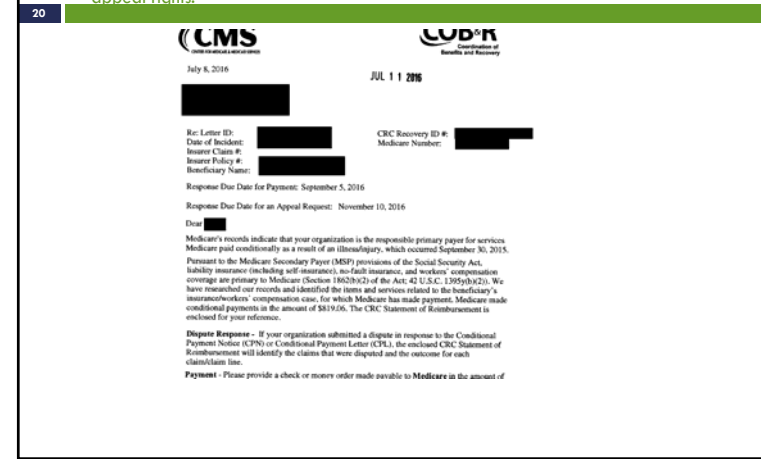 appeal rights.
20
CMS
CENTERS FOR MEDICARE & MEDICAID SERVICES
COB&R
Coordination of
Benefits and Recovery
July 8, 2016
JUL 11 2016
Re: Letter ID:
Date of Incident:
Insurer Claim #:
Insurer Policy #:
Beneficiary Name:
CRC Recovery ID #:
Medicare Number:
Response Due Date for Payment: September 5, 2016
Response Due Date for an Appeal Request: November 10, 2016
Dear
Medicare's records indicate that your organization is the responsible primary payer for services
Medicare paid conditionally as a result of an illness/injury, which occurred September 30, 2015.
Pursuant to the Medicare Secondary Payer (MSP) provisions of the Social Security Act,
liability insurance (including self-insurance), no-fault insurance, and workers' compensation
coverage are primary to Medicare (Section 1862(b)(2) of the Act; 42 U.S.C. 1395y(b)(2)). We
have researched our records and identified the items and services related to the beneficiary's
insurance/workers' compensation case, for which Medicare has made payment. Medicare made
conditional payments in the amount of $819.06. The CRC Statement of Reimbursement is
enclosed for your reference.
Dispute Response - If your organization submitted a dispute in response to the Conditional
Payment Notice (CPN) or Conditional Payment Letter (CPL), the enclosed CRC Statement of
Reimbursement will identify the claims that were disputed and the outcome for each
claim/claim line.
Payment - Please provide a check or money order made payable to Medicare in the amount of